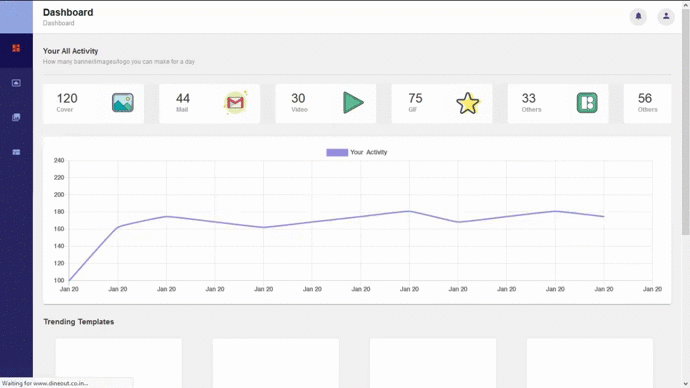 Dashboard
Dashboard
Your All Activity
How many banner/images/logo you can make for a day
120
Cover
44
Mail
30
Video
75
GIF
33
Others
56
Others
Your Activity
240
220
200
180
160
140
120
100
Jan 20 Jan 20 Jan 20 Jan 20 Jan 20 Jan 20 Jan 20 Jan 20 Jan 20 Jan 20 Jan 20 Jan 20 Jan 20
Trending Templates
Waiting for www.dineout.co.in...